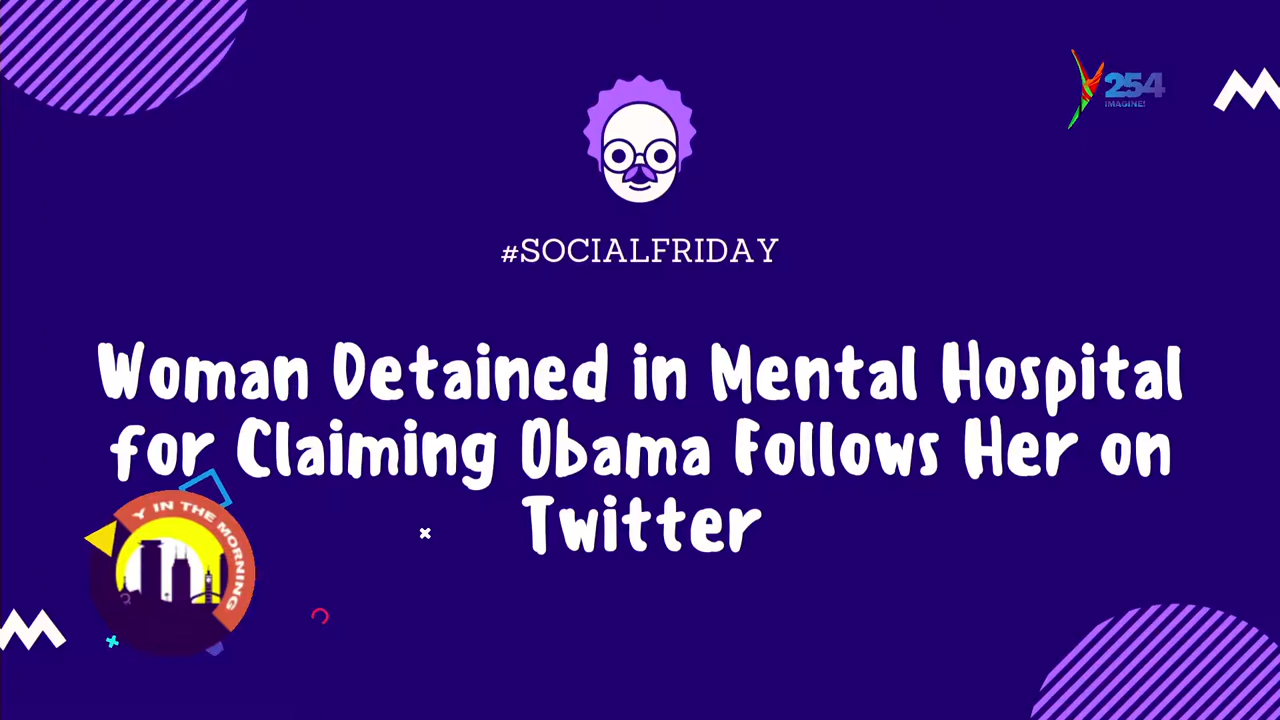 Y254
IMAGINE!
#SOCIALFRIDAY
Woman Detained in Mental Hospital
for Claiming Obama Follows Her on
Twitter
Y IN THE MORNING